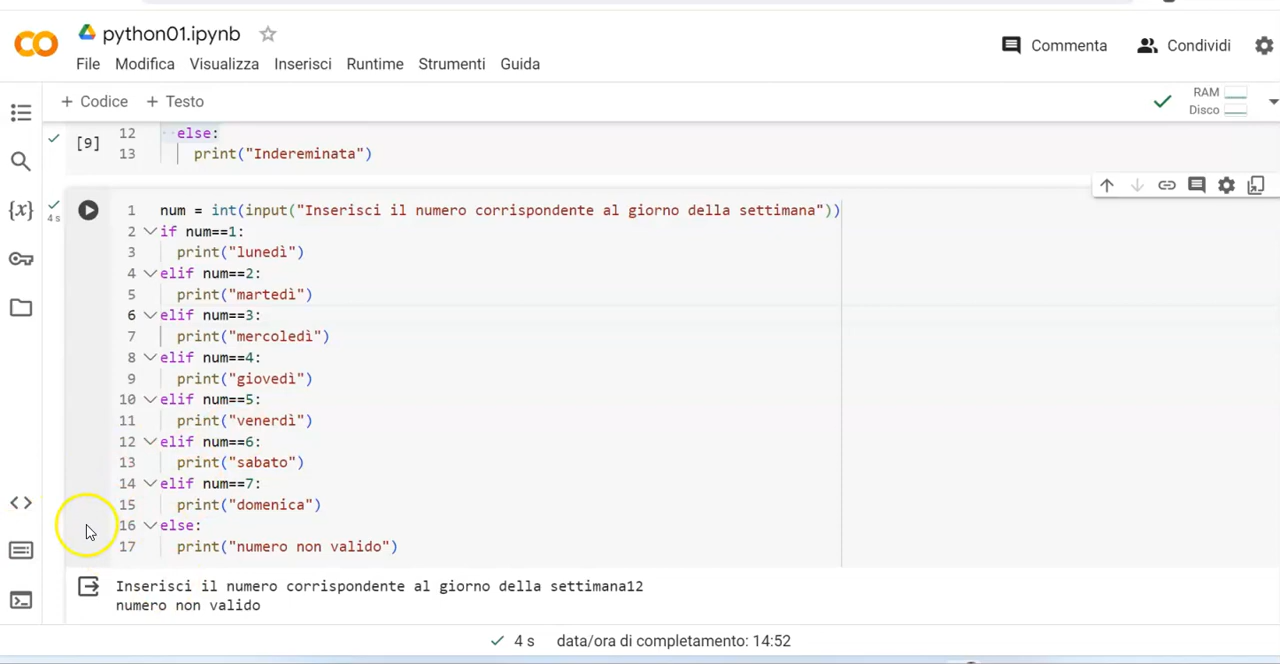 python01.ipynb
Commenta
Condividi
File Modifica Visualizza Inserisci Runtime Strumenti Guida
+ Codice + Testo
RAM
Disco
[9]
12 else:
13 print("Indereminata")
4 s
{x}
1 num = int(input("Inserisci il numero corrispondente al giorno della settimana"))
2 if num==1:
3 print("lunedì")
4 elif num==2:
5 print("martedì")
6 elif num==3:
7 print("mercoledì")
8 elif num==4:
9 print("giovedì")
10 elif num==5:
11 print("venerdì")
12 elif num==6:
13 print("sabato")
14 elif num==7:
15 print("domenica")
16 else:
17 print("numero non valido")
Inserisci il numero corrispondente al giorno della settimana12
numero non valido
4 s data/ora di completamento: 14:52